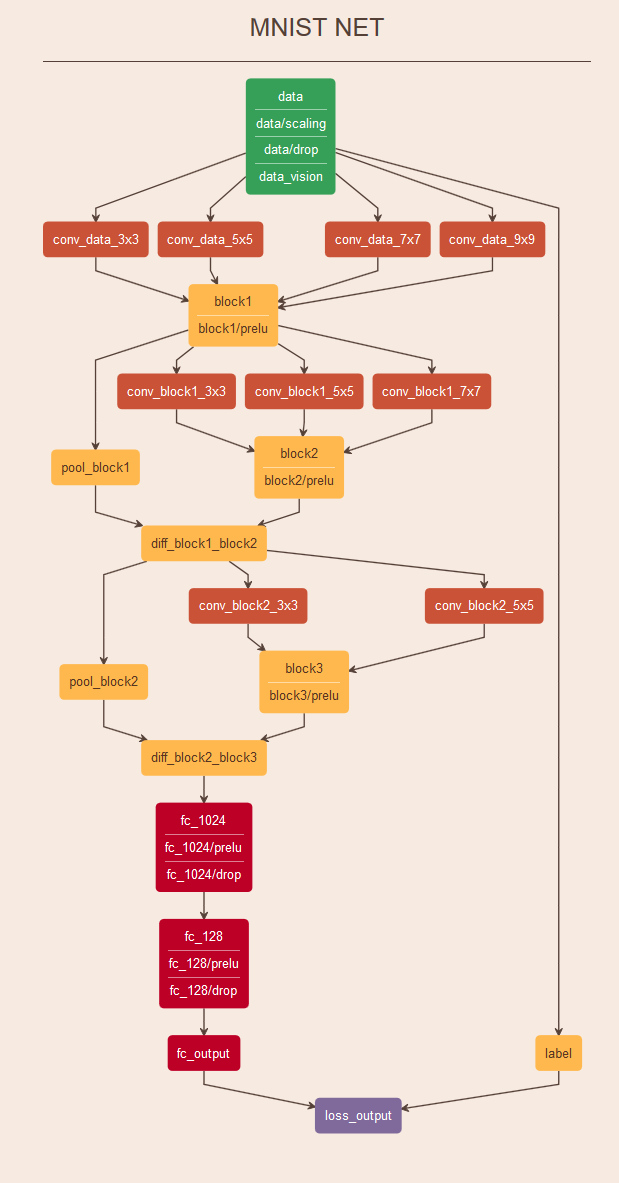 MNIST NET
data
data/scaling
data/drop
data_vision
conv_data_3x3
conv_data_5x5
conv_data_7x7
conv_data_9x9
block1
block1/prelu
conv_block1_3x3
conv_block1_5x5
conv_block1_7x7
pool_block1
block2
block2/prelu
diff_block1_block2
conv_block2_3x3
conv_block2_5x5
pool_block2
block3
block3/prelu
diff_block2_block3
fc_1024
fc_1024/prelu
fc_1024/drop
fc_128
fc_128/prelu
fc_128/drop
fc_output
label
loss_output